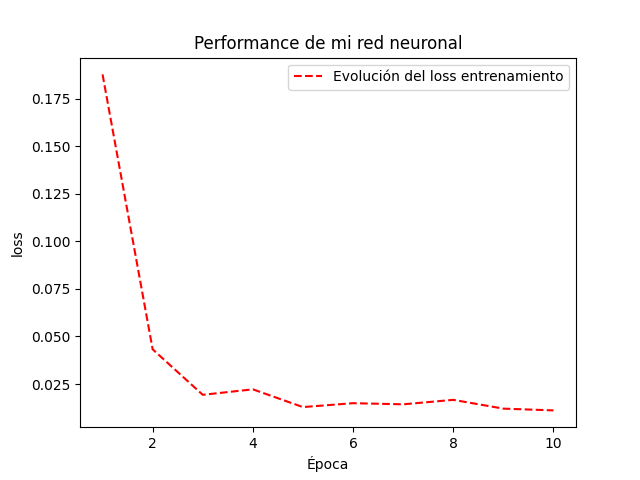 Performance de mi red neuronal
Evolución del loss entrenamiento
0.175
0.150
0.125
0.100
0.075
0.050
0.025
loss
2 4 6 8 10
Época